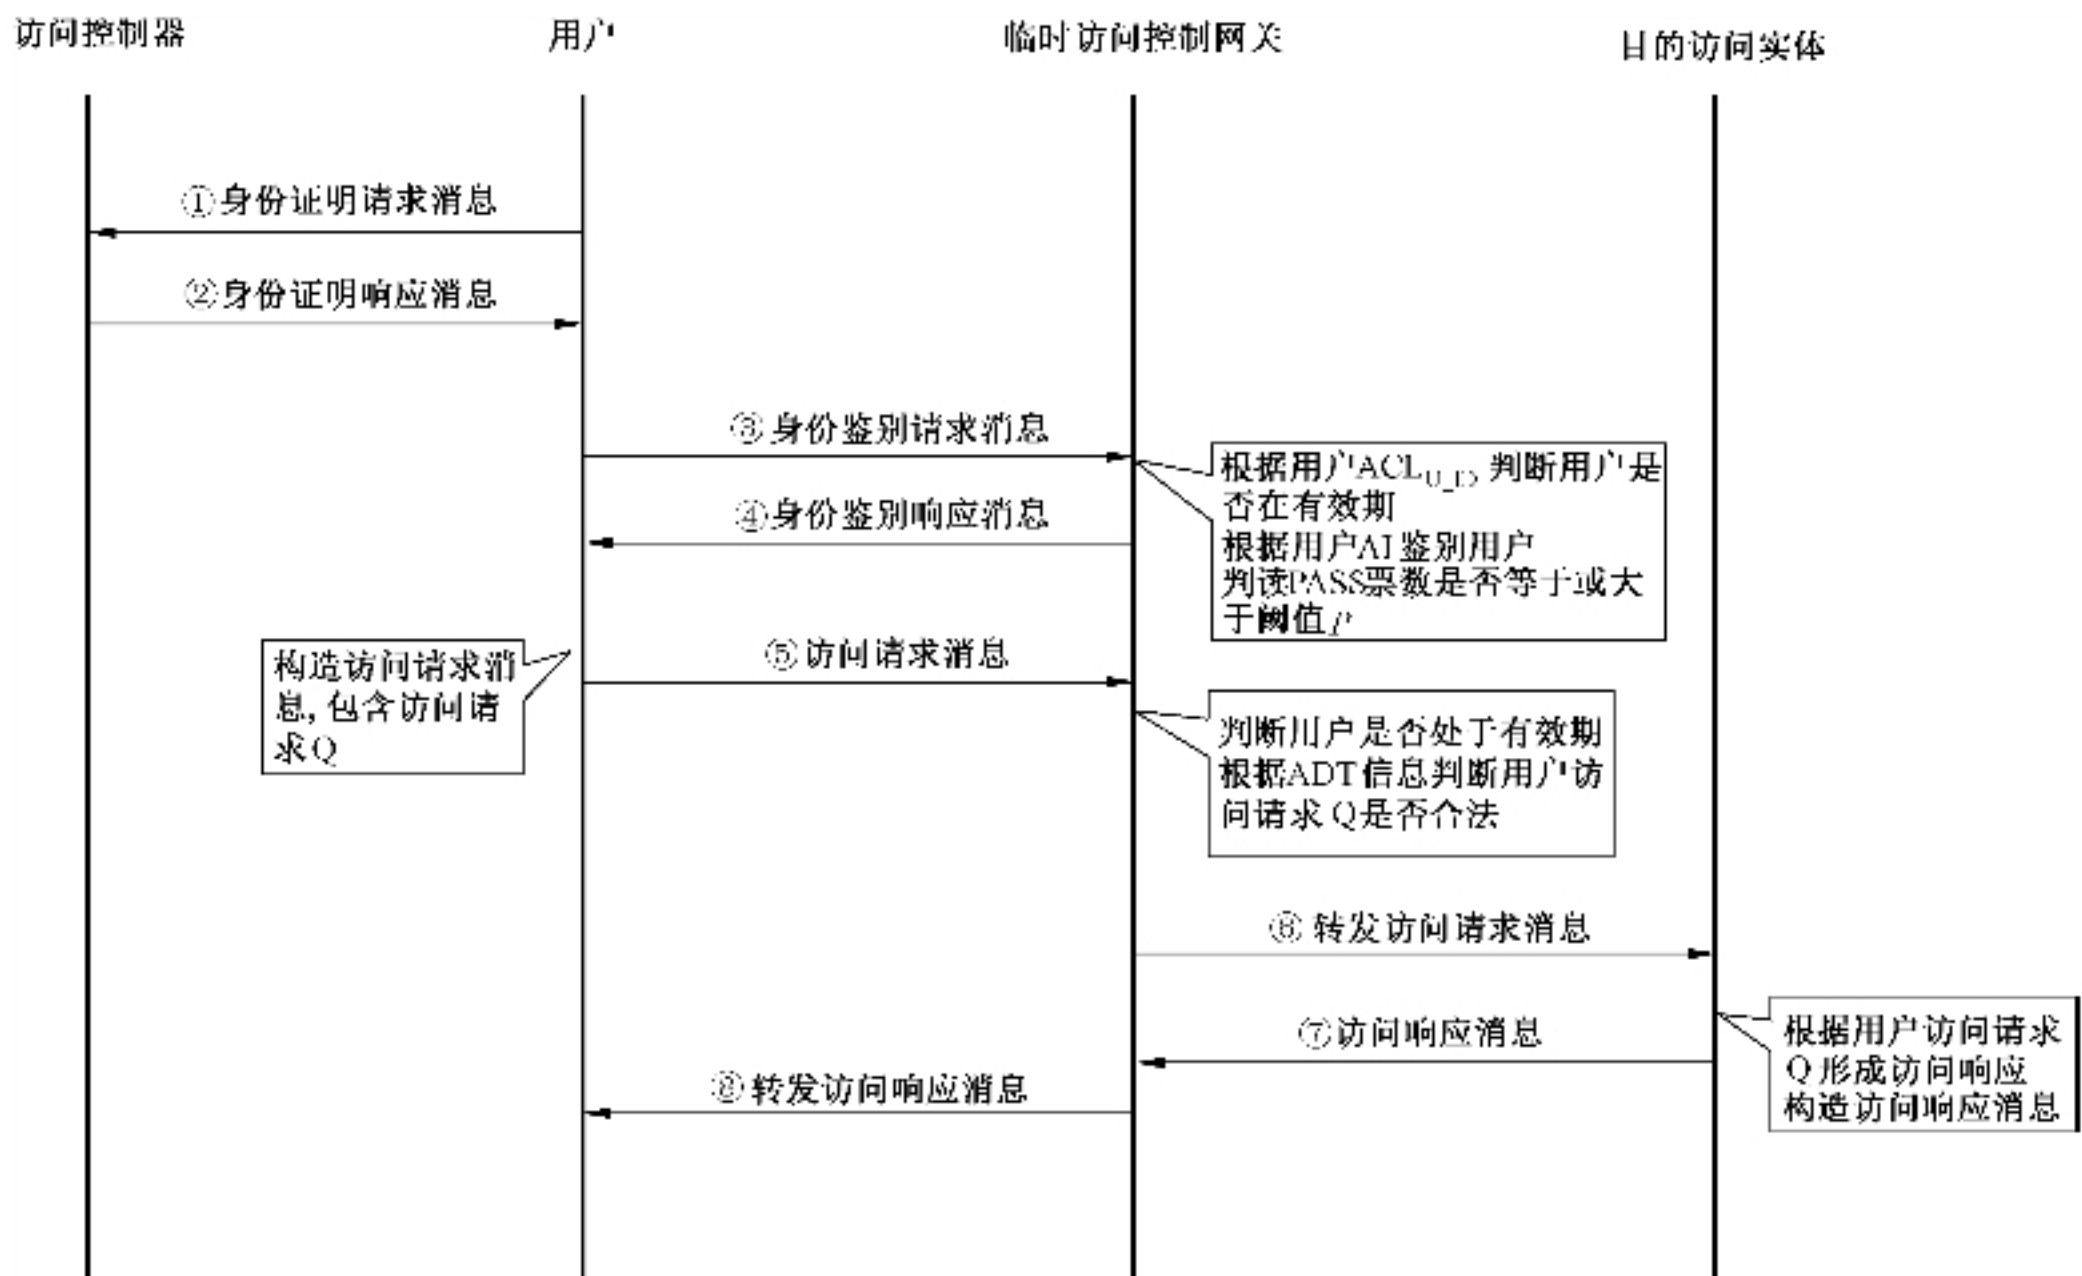 访问控制器
用户
临时访问控制网关
目的访问实体
①身份证明请求消息
②身份证明响应消息
③身份鉴别请求消息
④身份鉴别响应消息
根据用户ACL_U_ID 判断用户是
否在有效期
根据用户AI鉴别用户
判读PASS票数是否等于或大
于阈值P
构造访问请求消
息,包含访问请
求Q
⑤访问请求消息
判断用户是否处于有效期
根据ADT信息判断用户访
问请求Q是否合法
⑥转发访问请求消息
⑦访问响应消息
根据用户访问请求
Q形成访问响应
构造访问响应消息
⑧转发访问响应消息